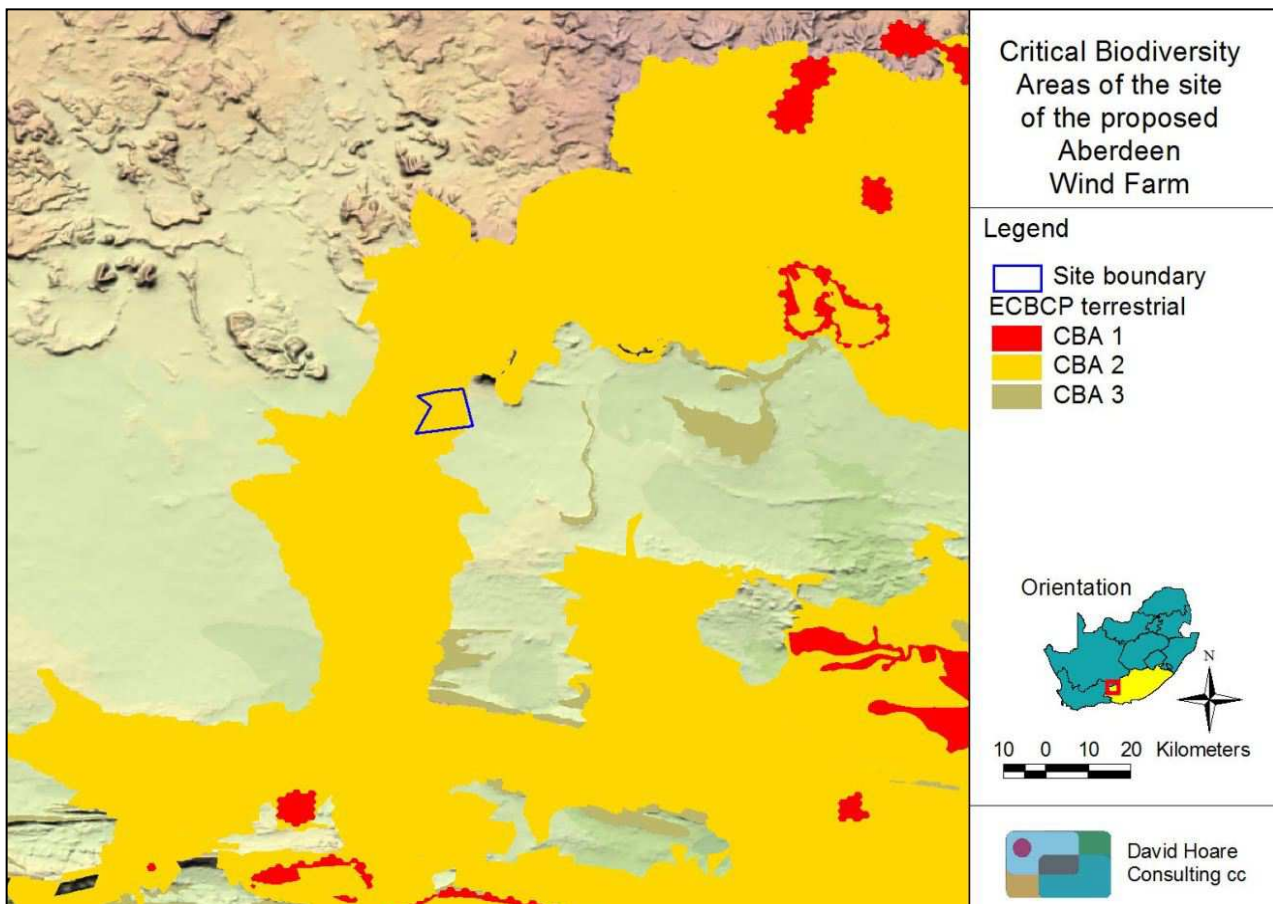 Critical Biodiversity
Areas of the site
of the proposed
Aberdeen
Wind Farm
Legend
Site boundary
ECBCP terrestrial
CBA 1
CBA 2
CBA 3
Orientation
N
10 0 10 20 Kilometers
David Hoare
Consulting cc